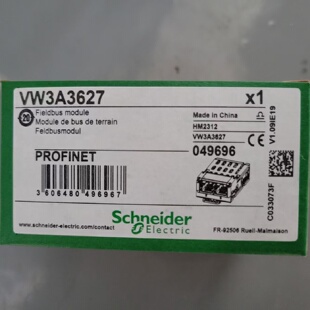 VW3A3627 x1
Fieldbus module
Module de bus de terrain
Feldbusmodul
20
PROFINET
Made in China
HM2312
VW3A3627
049696
V1.09IE19
C033073F
3 606480 496967
Schneider
Electric
schneider-electric.com/contact
FR-92506 Rueil-Malmaison